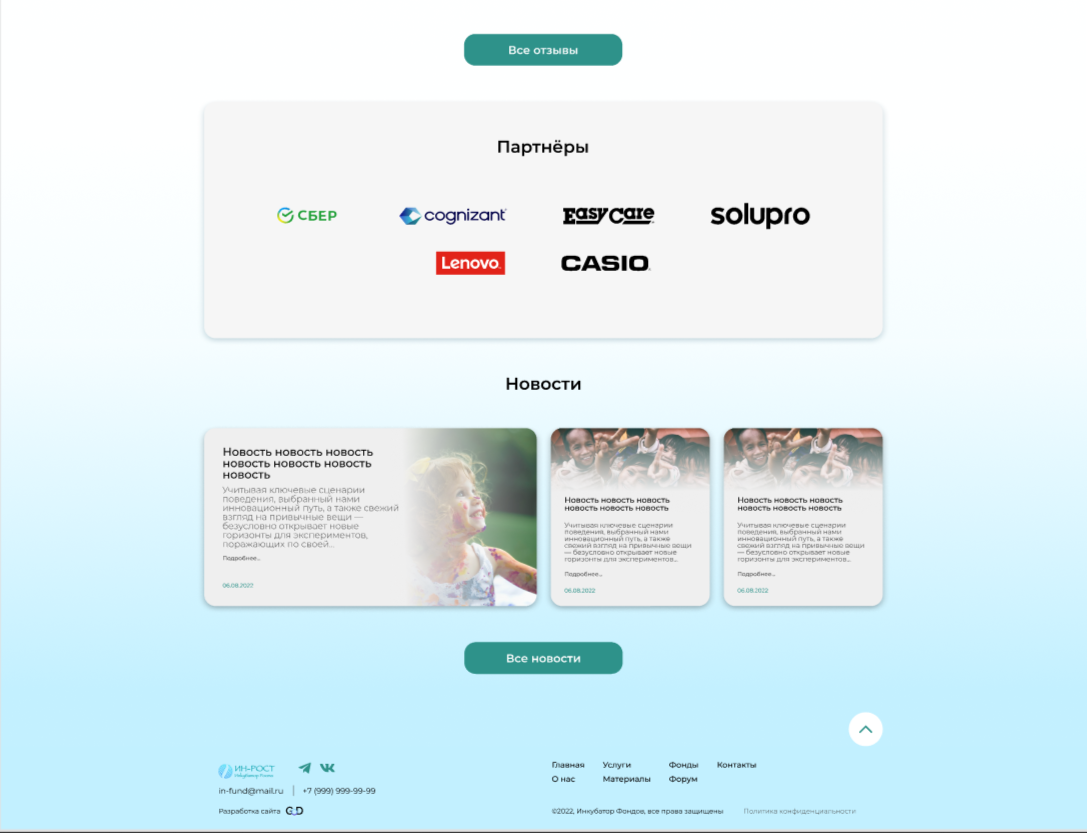 Все отзывы
Партнёры
СБЕР
cognizant
EasyCare
solupro
Lenovo
CASIO
Новости
Новость новость новость
новость новость новость
новость
Учитывая ключевые сценарии
поведения, выбранный нами
инновационный путь, а также свежий
взгляд на привычные вещи —
безусловно открывает новые
горизонты для экспериментов,
поражающих по своей...
Подробнее...
06.08.2022
Новость новость новость
новость новость новость
Учитывая ключевые сценарии
поведения, выбранный нами
инновационный путь, а также
свежий взгляд на привычные вещи
— безусловно открывает новые
горизонты для экспериментов...
Подробнее...
06.08.2022
Новость новость новость
новость новость новость
Учитывая ключевые сценарии
поведения, выбранный нами
инновационный путь, а также
свежий взгляд на привычные вещи
— безусловно открывает новые
горизонты для экспериментов...
Подробнее...
06.08.2022
Все новости
ИН-РОСТ
in-fund@mail.ru | +7 (999) 999-99-99
Разработка сайта
Главная Услуги Фонды Контакты
О нас Материалы Форум
©2022, Инкубатор Фондов, все права защищены Политика конфиденциальности